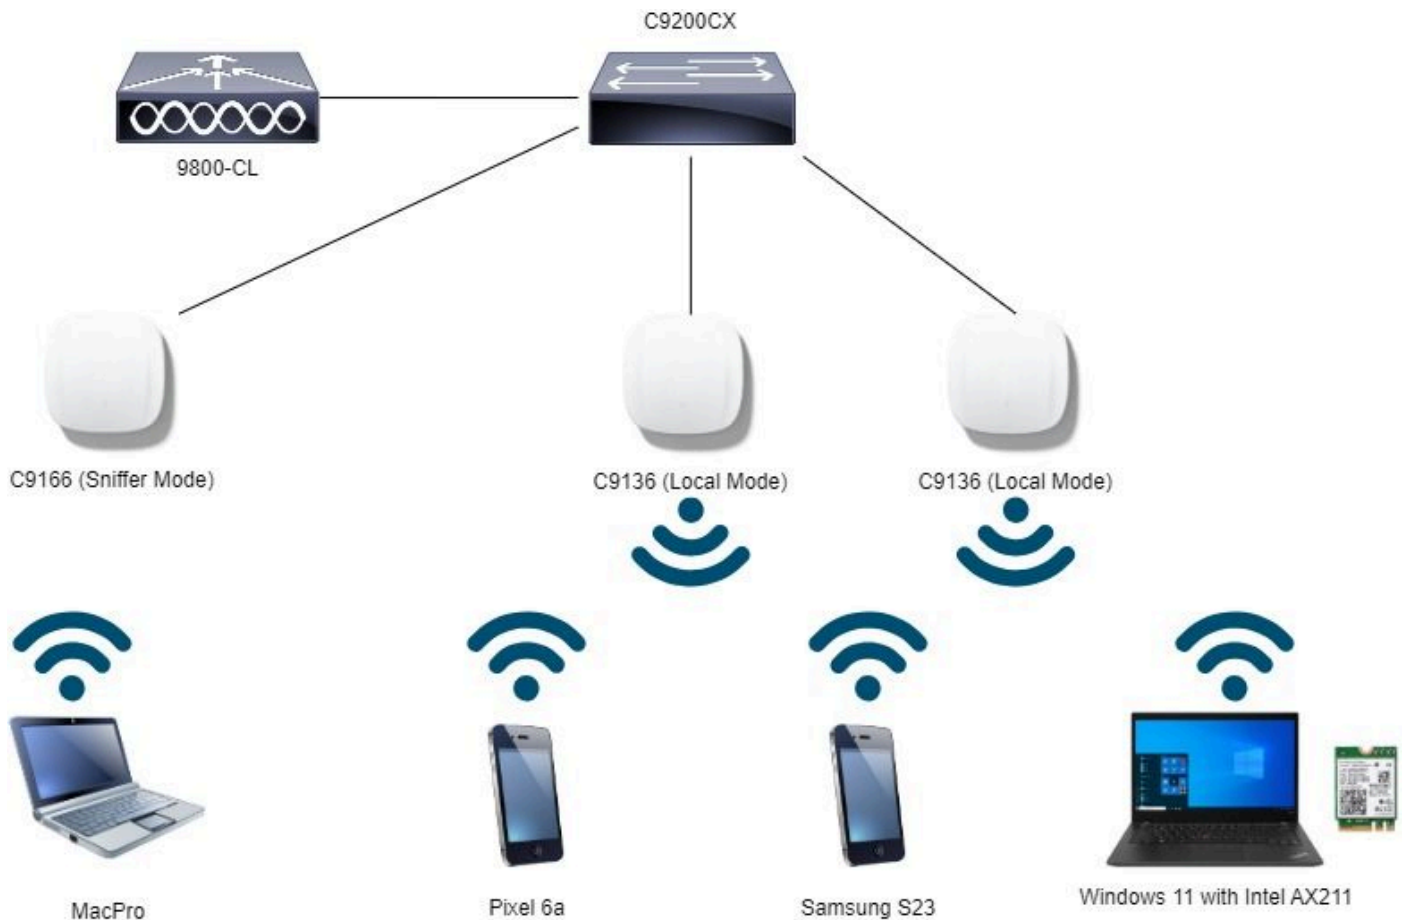 C9200CX
9800-CL
C9166 (Sniffer Mode)
C9136 (Local Mode)
C9136 (Local Mode)
MacPro
Pixel 6a
Samsung S23
Windows 11 with Intel AX211